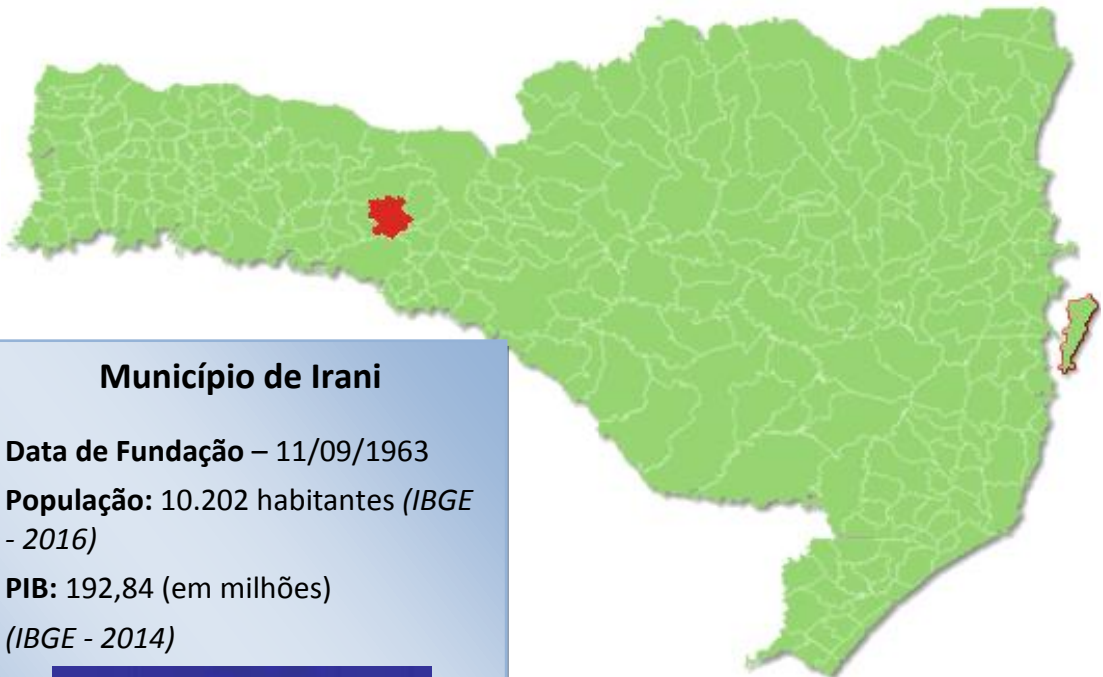 Município de Irani
Data de Fundação – 11/09/1963
População: 10.202 habitantes (IBGE
- 2016)
PIB: 192,84 (em milhões)
(IBGE - 2014)